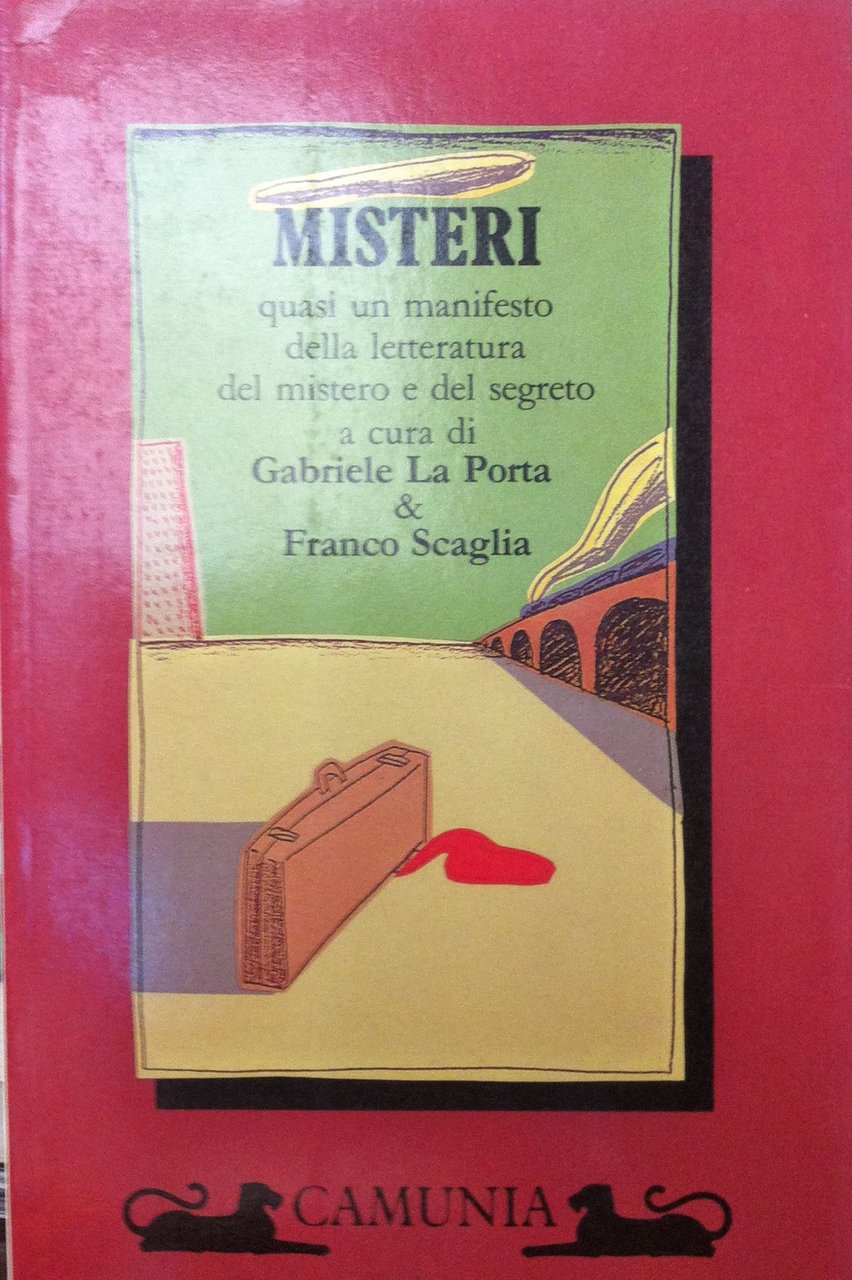 MISTERI
quasi un manifesto
della letteratura
del mistero e del segreto
a cura di
Gabriele La Porta
&
Franco Scaglia
CAMUNIA